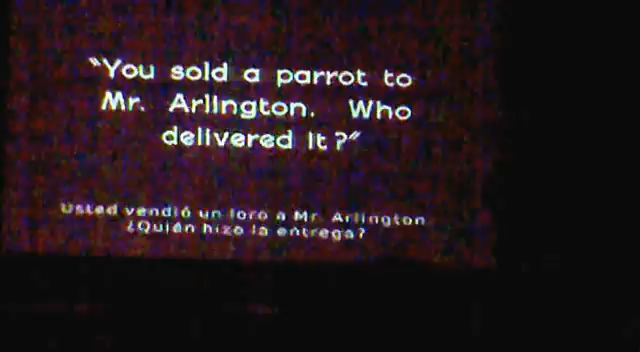 “You sold a parrot to
Mr. Arlington. Who
delivered it?”
Usted vendió un loro a Mr. Arlington
¿Quién hizo la entrega?